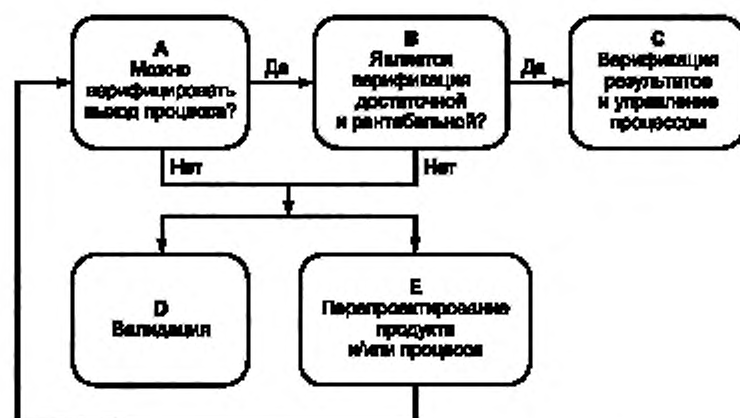 A
Можно
верифицировать
выход процесса?
Да
B
Является
верификация
достаточной
и рентабельной?
Да
C
Верификация
результатов
и управление
процессом
Нет
Нет
D
Валидация
E
Перепроектирование
продукта
и/или процесса